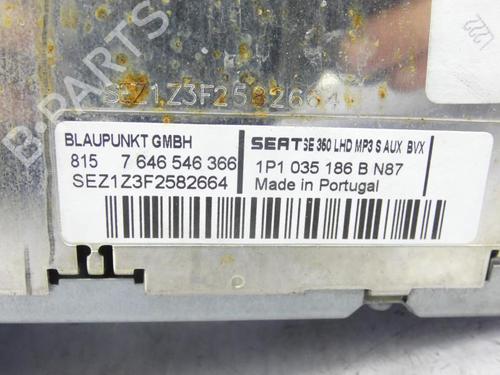 L222
SEZ1Z3F2582664
BLAUPUNKT GMBH
815 7 646 546 366
SEZ1Z3F2582664
SEAT SE 360 LHD MP3 S AUX BVX
1P1 035 186 B N87
Made in Portugal